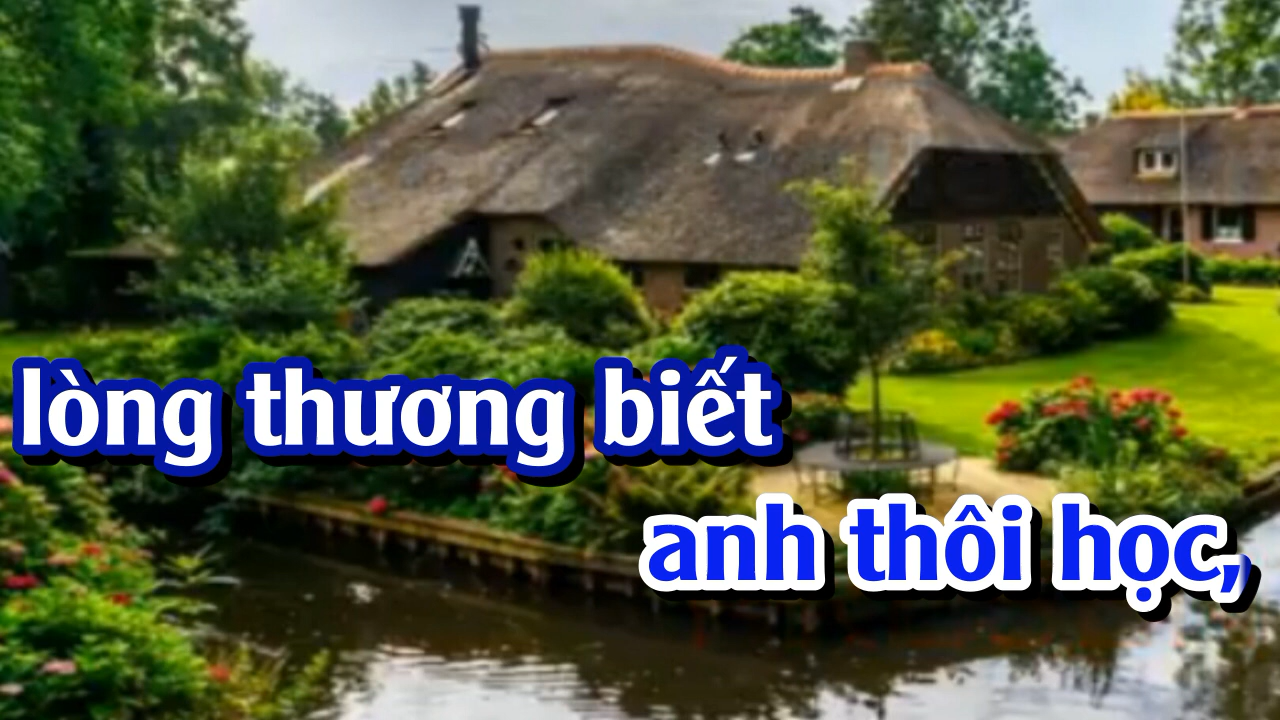 lòng thương biết
anh thôi học,